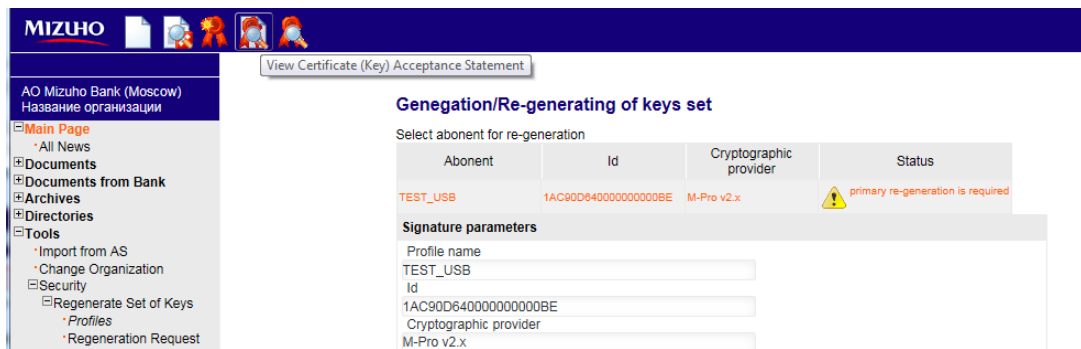 MIZUHO
View Certificate (Key) Acceptance Statement
AO Mizuho Bank (Moscow)
Название организации
Main Page
All News
Documents
Documents from Bank
Archives
Directories
Tools
Import from AS
Change Organization
Security
Regenerate Set of Keys
Profiles
Regeneration Request
Genegation/Re-generating of keys set
Select abonent for re-generation
Abonent Id Cryptographic provider Status
TEST_USB 1AC90D640000000000BE M-Pro v2.x primary re-generation is required
Signature parameters
Profile name
TEST_USB
Id
1AC90D640000000000BE
Cryptographic provider
M-Pro v2.x